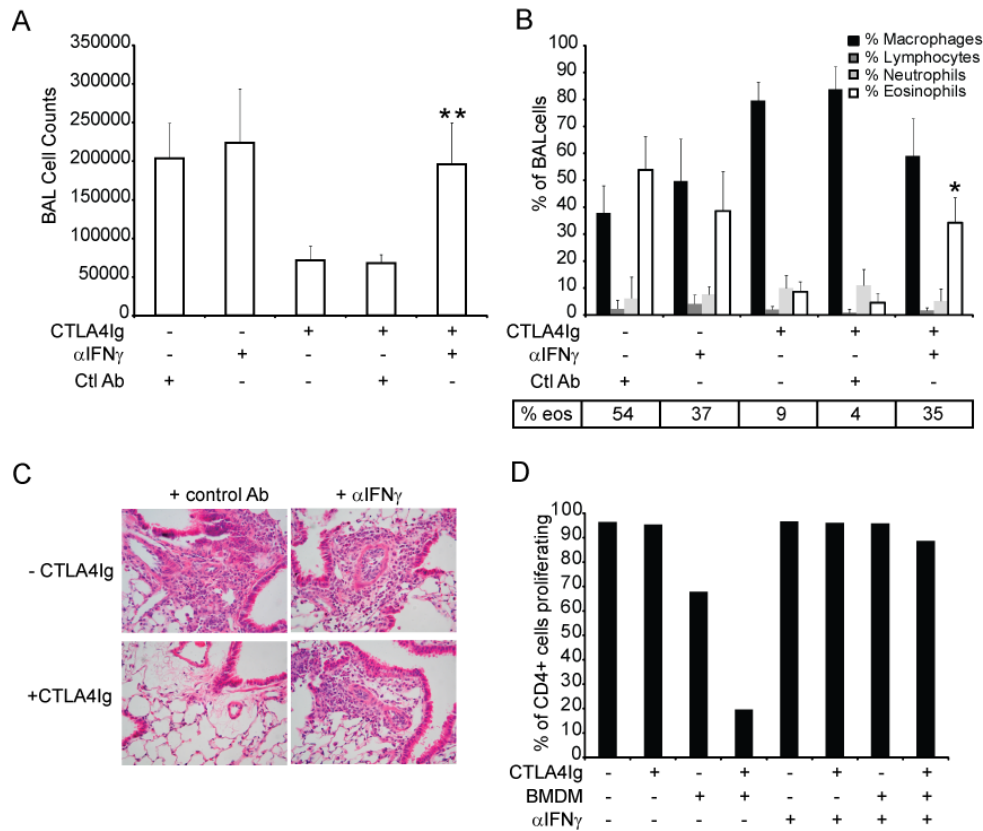 A
350000
300000
250000
200000
150000
100000
50000
0
BAL Cell Counts
**
CTLA4Ig - - + + +
αIFNγ - + - - +
Ctl Ab + - - + -
B
% Macrophages
% Lymphocytes
% Neutrophils
% Eosinophils
100
90
80
70
60
50
40
30
20
10
0
% of BALcells
*
CTLA4Ig - - + + +
αIFNγ - + - - +
Ctl Ab + - - + -
% eos 54 37 9 4 35
C
+ control Ab + αIFNγ
- CTLA4Ig
+CTLA4Ig
D
100
90
80
70
60
50
40
30
20
10
0
% of CD4+ cells proliferating
CTLA4Ig - + - + - + - +
BMDM - - + + - - + +
αIFNγ - - - - + + + +